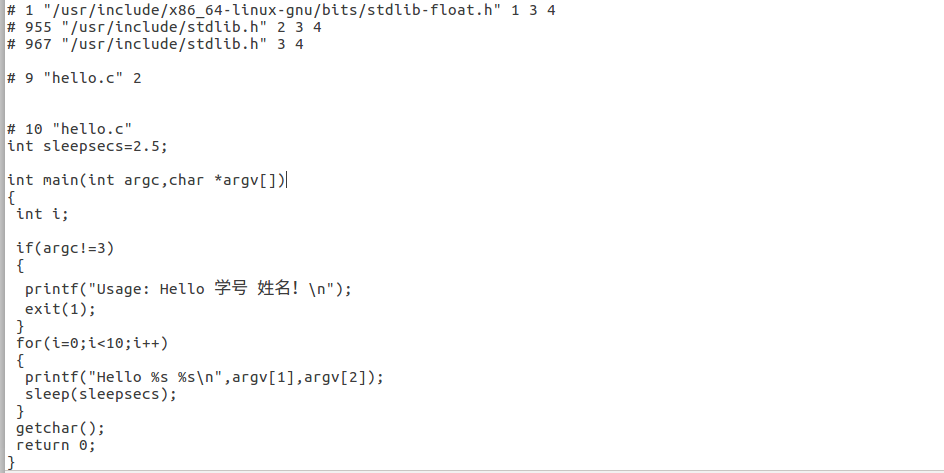 # 1 "/usr/include/x86_64-linux-gnu/bits/stdlib-float.h" 1 3 4
# 955 "/usr/include/stdlib.h" 2 3 4
# 967 "/usr/include/stdlib.h" 3 4
# 9 "hello.c" 2
# 10 "hello.c"
int sleepsecs=2.5;
int main(int argc,char *argv[])
{
 int i;
 if(argc!=3)
 {
  printf("Usage: Hello 学号 姓名！\n");
  exit(1);
 }
 for(i=0;i<10;i++)
 {
  printf("Hello %s %s\n",argv[1],argv[2]);
  sleep(sleepsecs);
 }
 getchar();
 return 0;
}